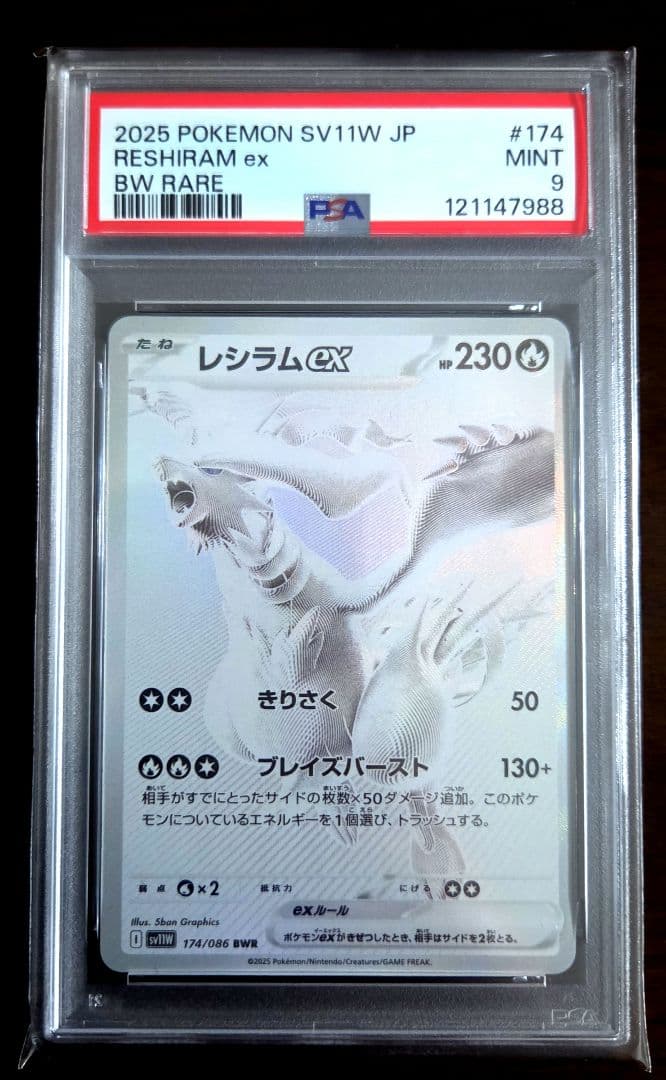 2025 POKEMON SV11W JP #174
RESHIRAM ex MINT
BW RARE 9
PSA 121147988
たね レシラムex HP230
きりさく 50
ブレイズバースト 130+
相手がすでにとったサイドの枚数×50ダメージ追加。このポケ
モンについているエネルギーを1個選び、トラッシュする。
弱点 ×2 抵抗力 にげる
exルール
ポケモンexがきぜつしたとき、相手はサイドを2枚とる。
Illus. 5ban Graphics
I sv11W 174/086 BWR
©2025 Pokémon/Nintendo/Creatures/GAME FREAK.
PSA